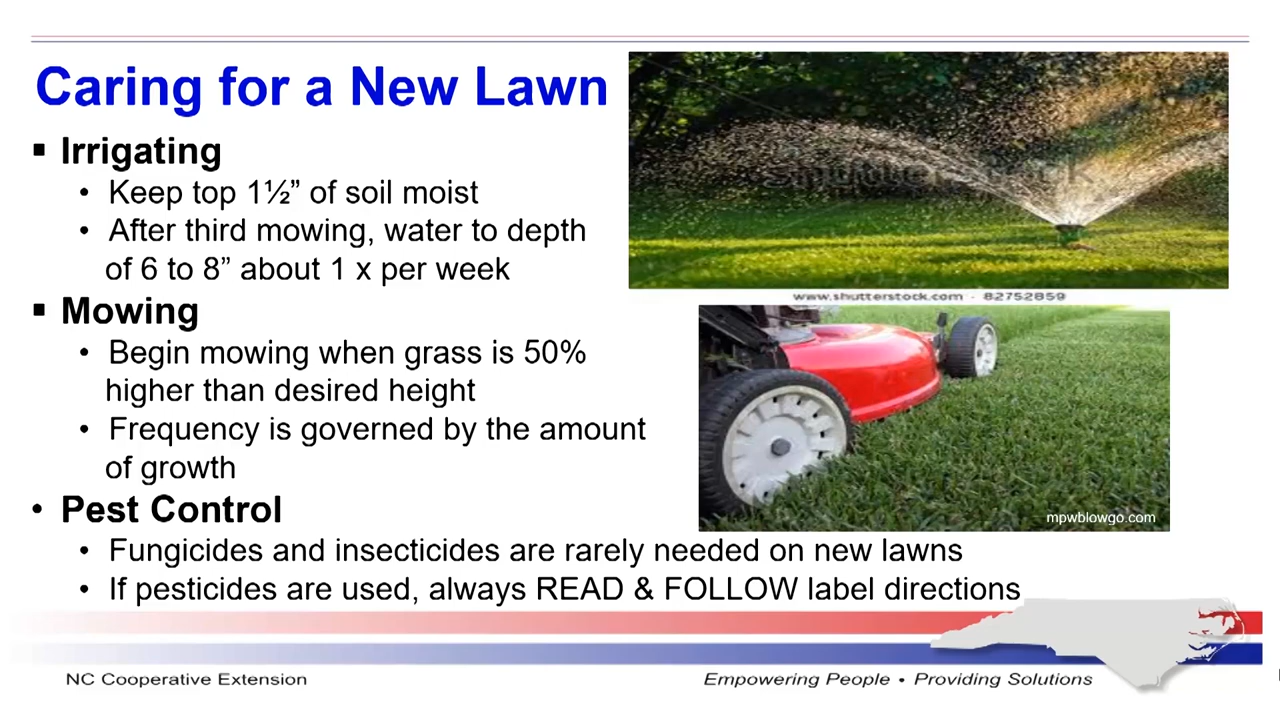 Caring for a New Lawn
▪ Irrigating
• Keep top 1½” of soil moist
• After third mowing, water to depth
of 6 to 8” about 1 x per week
▪ Mowing
• Begin mowing when grass is 50%
higher than desired height
• Frequency is governed by the amount
of growth
• Pest Control
• Fungicides and insecticides are rarely needed on new lawns
• If pesticides are used, always READ & FOLLOW label directions
shutterstock
www.shutterstock.com · 82752859
mpwblowgo.com
NC Cooperative Extension
Empowering People • Providing Solutions